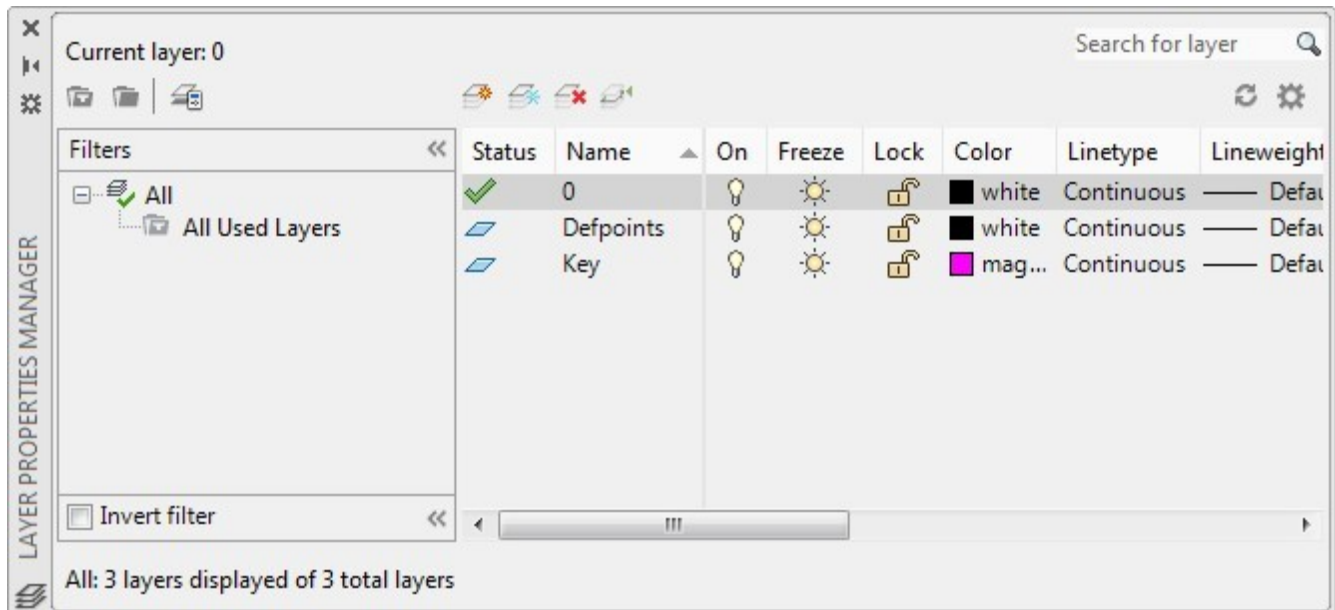 Current layer: 0
Search for layer
Filters
Status Name On Freeze Lock Color Linetype Lineweight
All
All Used Layers
0 white Continuous Defau
Defpoints white Continuous Defau
Key mag... Continuous Defau
Invert filter
All: 3 layers displayed of 3 total layers
LAYER PROPERTIES MANAGER